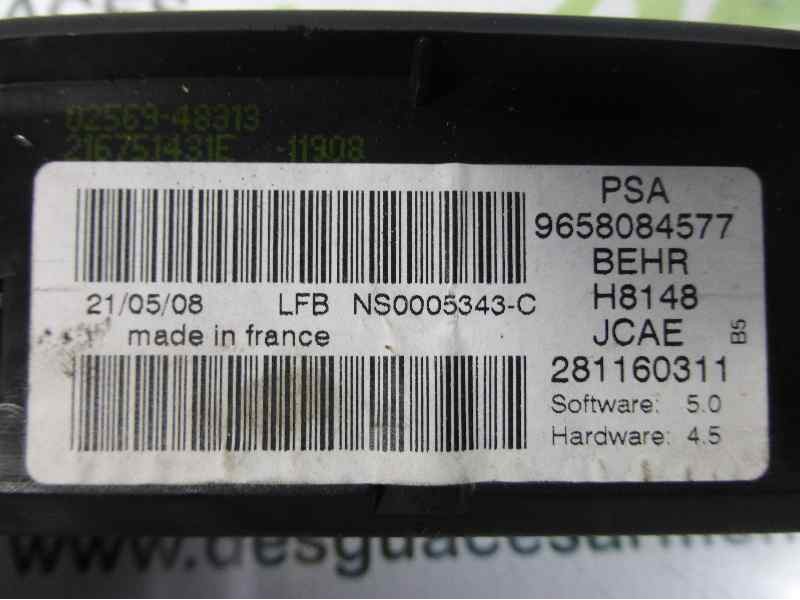 02569-48313
216751431E -11908
PSA
9658084577
BEHR
21/05/08 LFB NS0005343-C
H8148
made in france
JCAE
B5
281160311
Software: 5.0
Hardware: 4.5